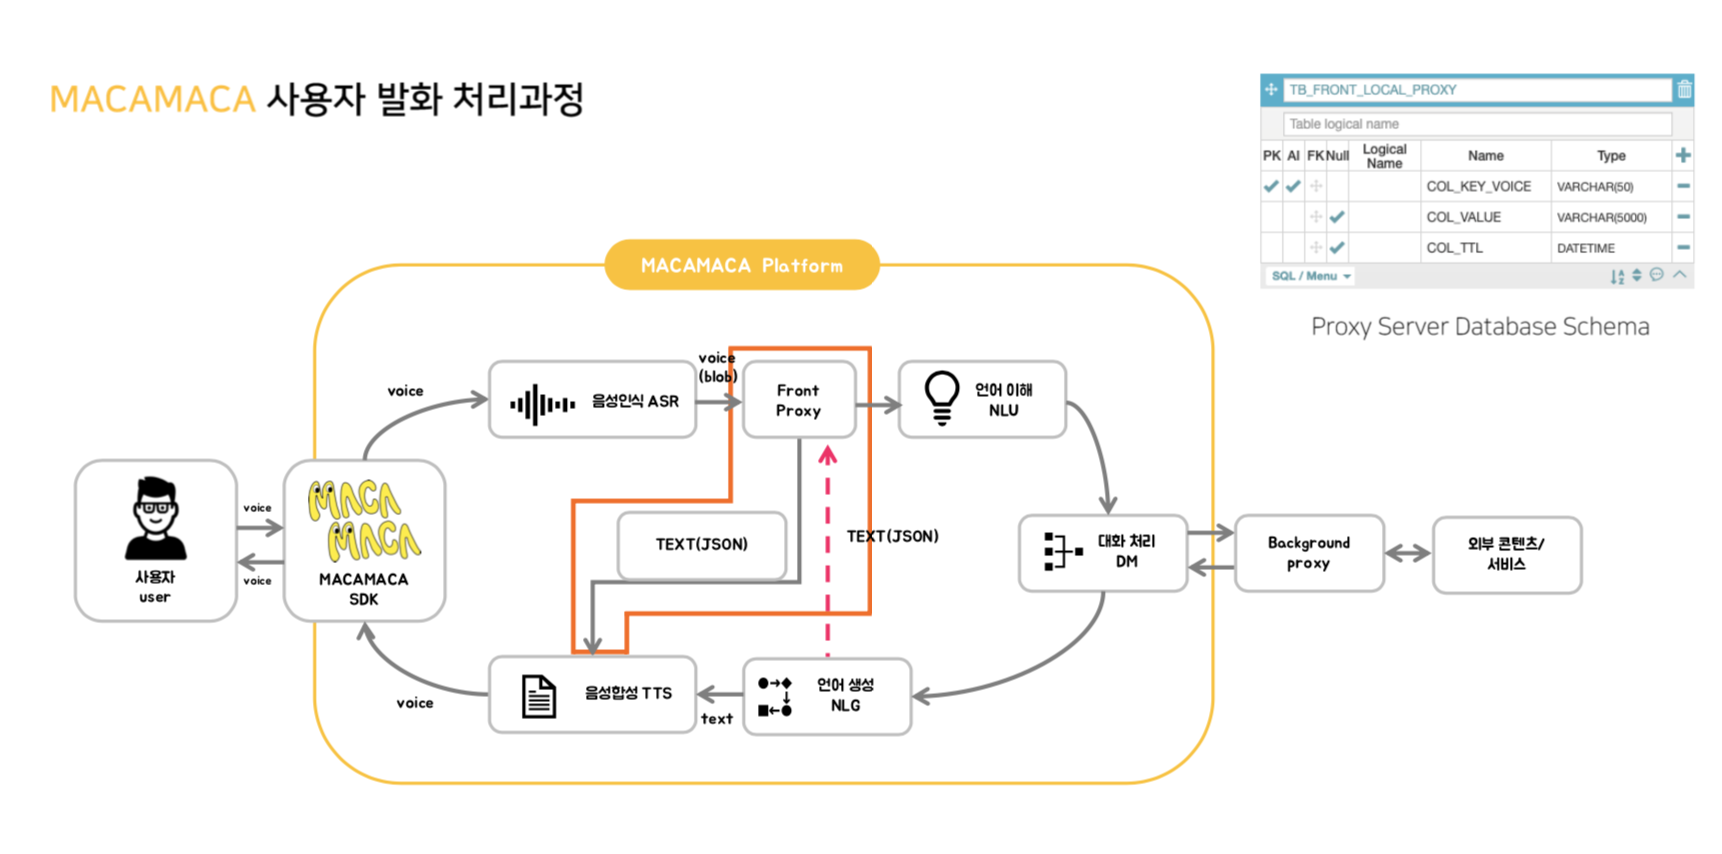 MACAMACA 사용자 발화 처리과정
TB_FRONT_LOCAL_PROXY
Table logical name
PK AI FK Null Logical Name Name Type
COL_KEY_VOICE VARCHAR(50)
COL_VALUE VARCHAR(5000)
COL_TTL DATETIME
SQL / Menu
Proxy Server Database Schema
MACAMACA Platform
voice
음성인식 ASR
voice
(blob)
Front
Proxy
언어 이해
NLU
사용자
user
voice
voice
MACA
MACA
MACAMACA
SDK
TEXT(JSON)
TEXT(JSON)
대화 처리
DM
Background
proxy
외부 콘텐츠/
서비스
voice
음성합성 TTS
text
언어 생성
NLG